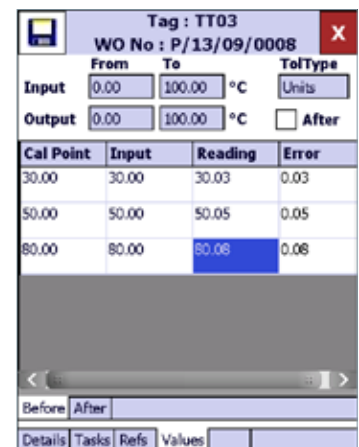 Tag : TT03
WO No : P/13/09/0008
X
From To TolType
Input 0.00 100.00 °C Units
Output 0.00 100.00 °C After
Cal Point Input Reading Error
30.00 30.00 30.03 0.03
50.00 50.00 50.05 0.05
80.00 80.00 80.08 0.08
Before After
Details Tasks Refs Values